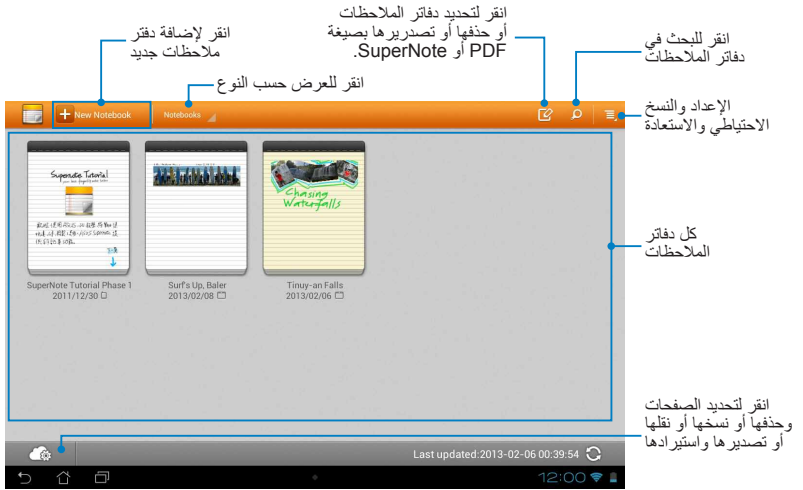 انقر لتحديد دفاتر الملاحظات
أو حذفها أو تصدريرها بصيغة
PDF أو SuperNote.
انقر لإضافة دفتر
ملاحظات جديد
انقر للبحث في
دفاتر الملاحظات
انقر للعرض حسب النوع
الإعداد والنسخ
الاحتياطي والاستعادة
New Notebook
Notebooks
Supernote Tutorial
Chasing
Waterfalls
كل دفاتر
الملاحظات
SuperNote Tutorial Phase 1
2011/12/30
Surf's Up, Baler
2013/02/08
Tinuy-an Falls
2013/02/06
انقر لتحديد الصفحات
وحذفها أو نسخها أو نقلها
أو تصديرها واستيرادها
Last updated:2013-02-06 00:39:54
12:00